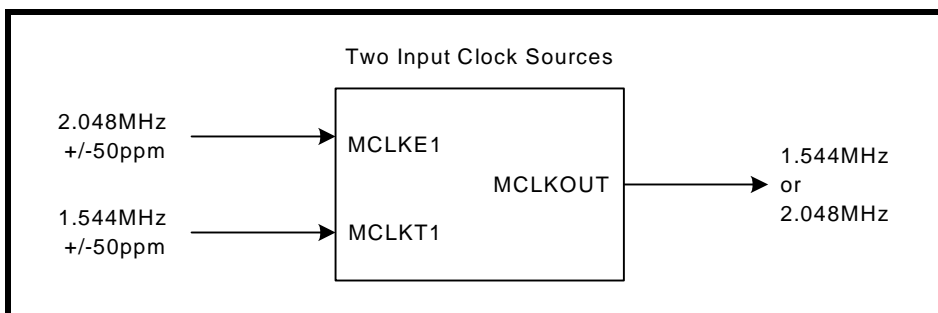 Two Input Clock Sources
2.048MHz
+/-50ppm
MCLKE1
1.544MHz
+/-50ppm
MCLKT1
MCLKOUT
1.544MHz
or
2.048MHz